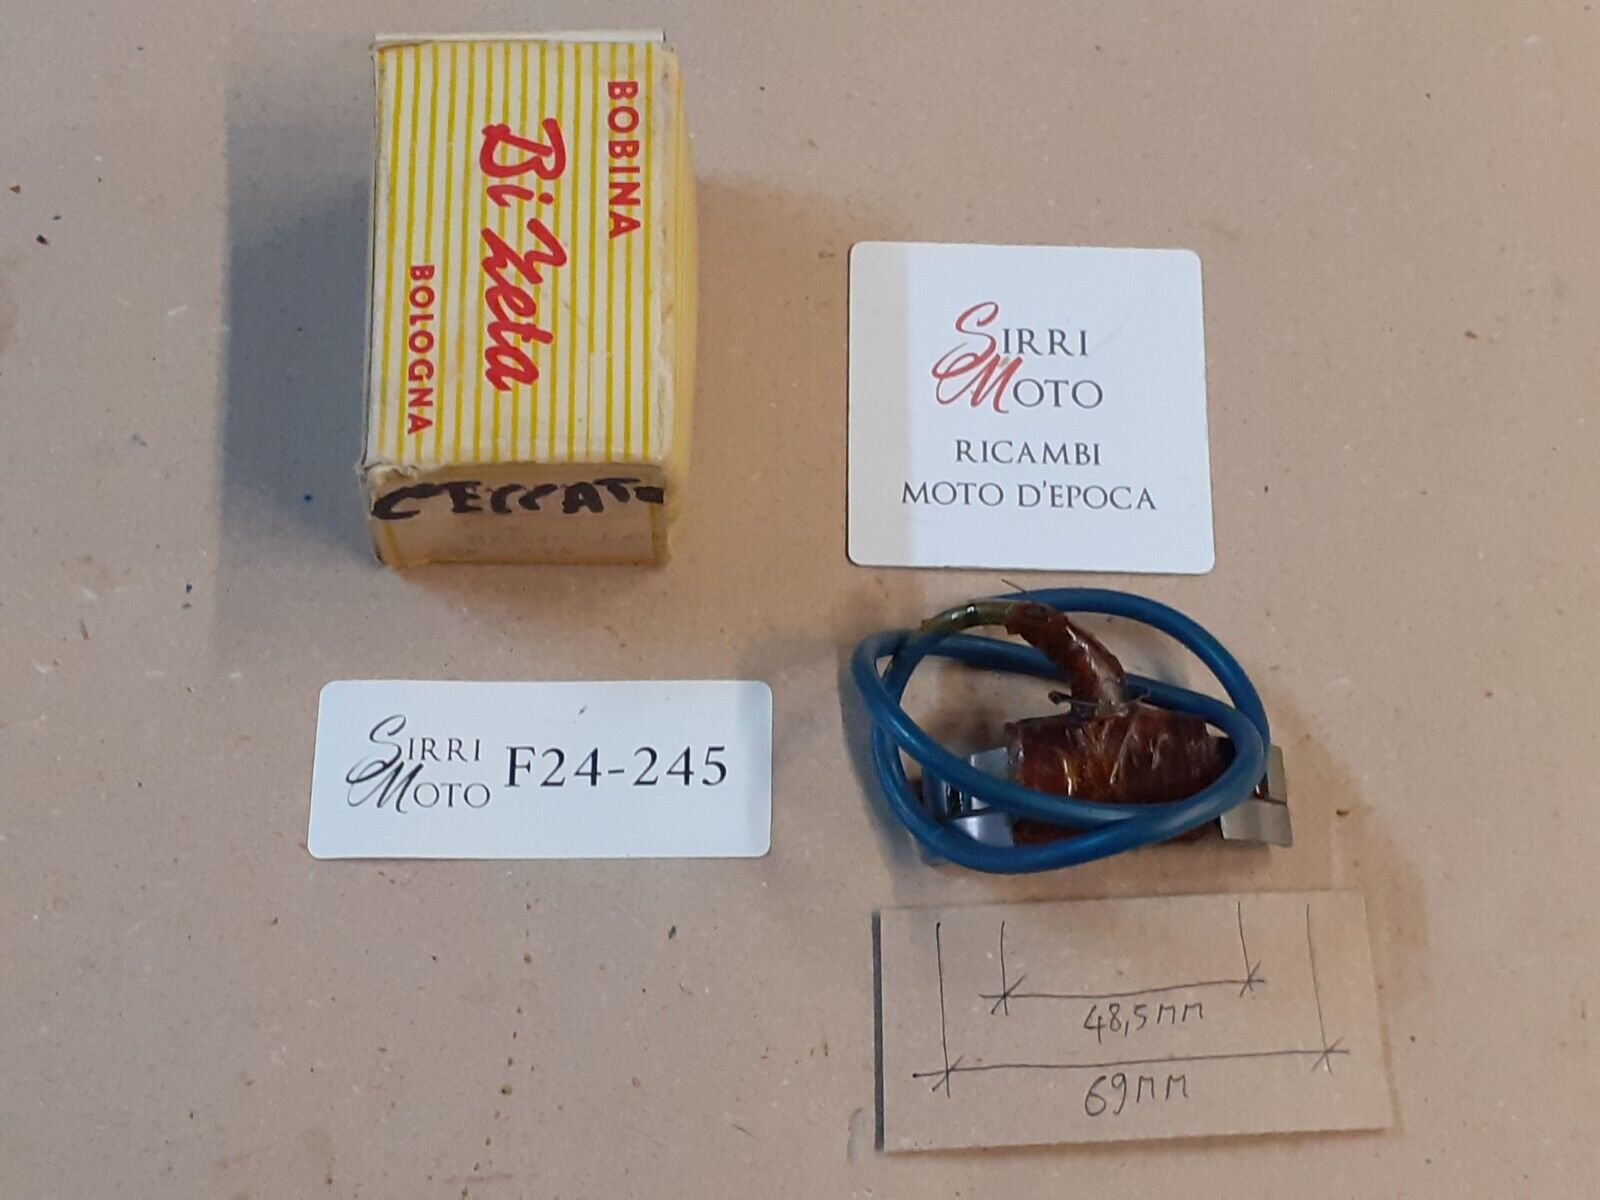 BOBINA
Bi Zeta
BOLOGNA
CECCATO
SIRRI
MOTO
RICAMBI
MOTO D'EPOCA
SIRRI
MOTO
F24-245
48,5mm
69mm